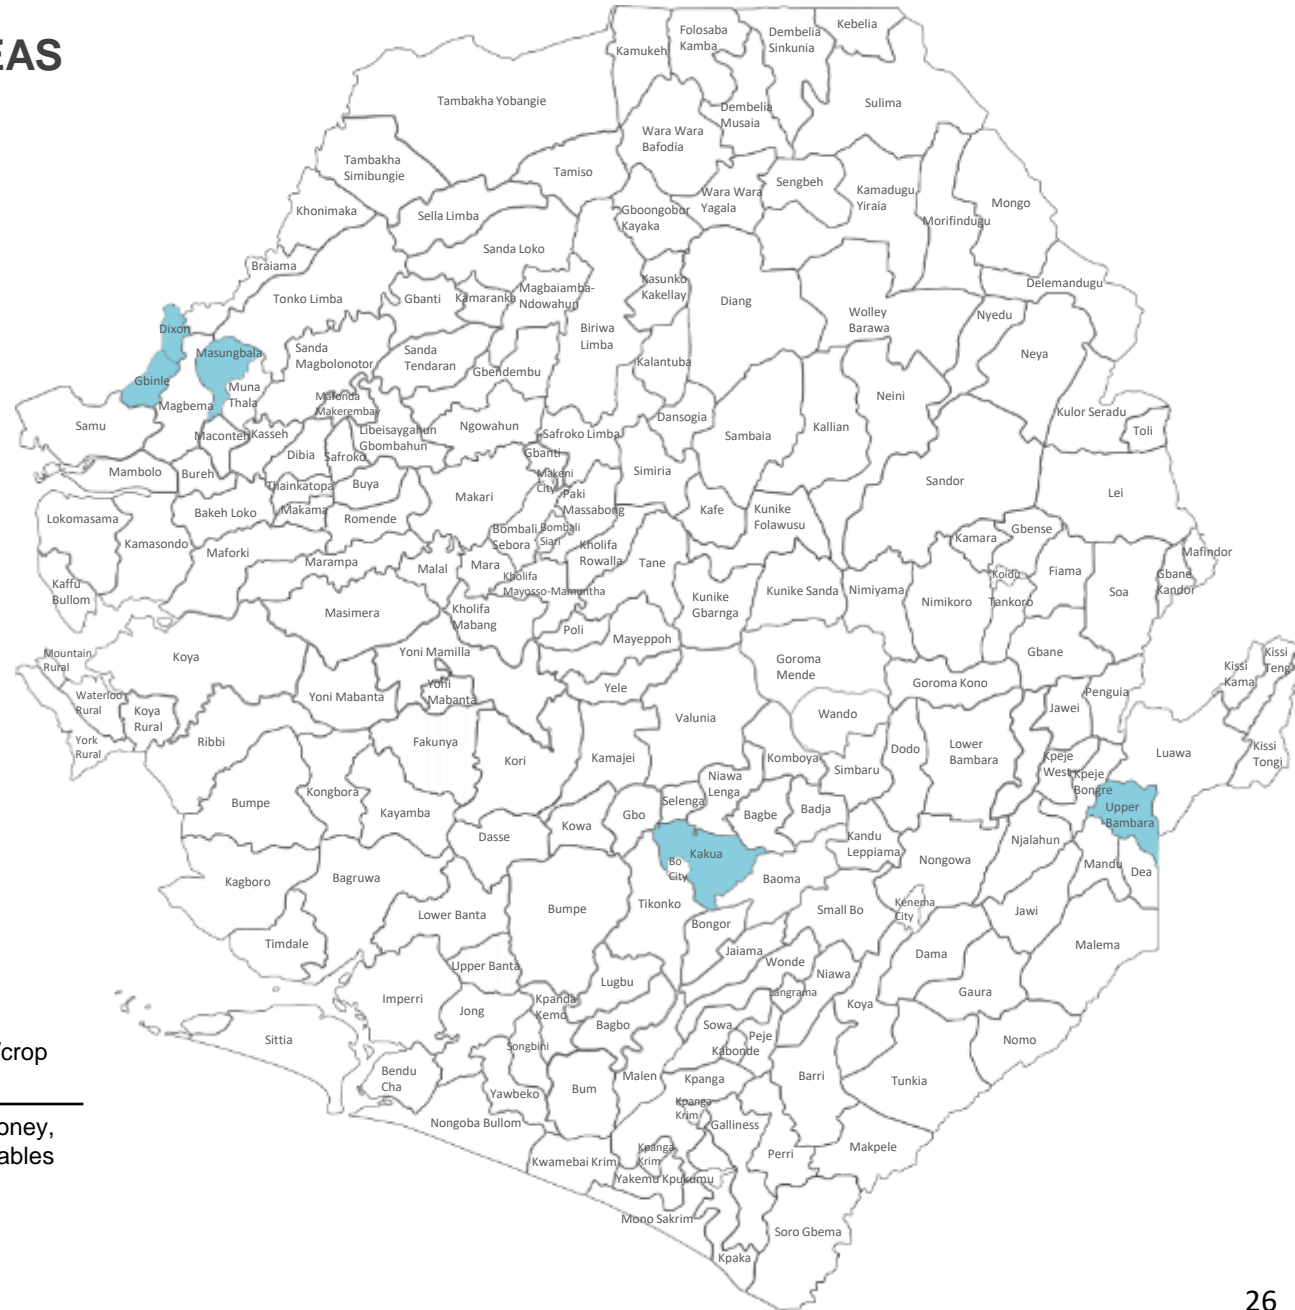 EAS
Kebelia
Folosaba
Kamba
Dembelia
Sinkunia
Kamukeh
Tambakha Yobangie
Sulima
Dembelia
Musaia
Wara Wara
Bafodia
Tambakha
Simibungie
Tamiso
Sengbeh
Wara Wara
Yagala
Kamadugu
Yiraia
Mongo
Khonimaka
Sella Limba
Gboongobor
Kayaka
Morifindugu
Sanda Loko
Braiama
Kasunko
Kakellay
Delemandugu
Magbaiamba-
Ndowahun
Tonko Limba
Gbanti
Kamaranka
Diang
Wolley
Barawa
Nyedu
Dixon
Biriwa
Limba
Neya
Masungbala
Sanda
Magbolonotor
Sanda
Tendaran
Kalantuba
Gbendembu
Gbinle
Muna
Thala
Neini
Mafonda
Makerembay
Magbema
Dansogia
Kulor Seradu
Samu
Maconteh
Kasseh
Libeisaygahun
Gbombahun
Ngowahun
Safroko Limba
Sambaia
Kallian
Toli
Dibia
Safroko
Gbanti
Mambolo
Bureh
Makeni
City
Simiria
Sandor
Thainkatopa
Buya
Makari
Paki
Massabong
Lei
Lokomasama
Bakeh Loko
Makama
Romende
Kafe
Kunike
Folawusu
Kamasondo
Bombali
Sebora
Bombali
Siari
Gbense
Kamara
Maforki
Kholifa
Rowalla
Mafindor
Marampa
Malal
Mara
Tane
Kaffu
Bullom
Kholifa
Mayosso-Mamuntha
Koidu
Fiama
Gbane
Kandor
Kunike
Gbarnga
Kunike Sanda
Nimiyama
Nimikoro
Tankoro
Soa
Masimera
Kholifa
Mabang
Poli
Mayeppoh
Mountain
Rural
Koya
Yoni Mamilla
Goroma
Mende
Gbane
Kissi
Teng
Kissi
Kama
Waterloo
Rural
Koya
Rural
Yoni Mabanta
Yoni
Mabanta
Yele
Goroma Kono
Penguia
Jawei
Valunia
Wando
York
Rural
Ribbi
Fakunya
Kori
Kamajei
Komboya
Simbaru
Dodo
Lower
Bambara
Kpeje
West
Luawa
Kissi
Tongi
Kpeje
Bongre
Niawa
Lenga
Bumpe
Kongbora
Kayamba
Selenga
Gbo
Bagbe
Badja
Upper
Bambara
Dasse
Kowa
Kandu
Leppiama
Njalahun
Kakua
Bo
City
Nongowa
Mandu
Dea
Kagboro
Bagruwa
Baoma
Tikonko
Bumpe
Lower Banta
Small Bo
Kenema
City
Jawi
Bongor
Timdale
Jaiama
Malema
Wonde
Dama
Upper Banta
Niawa
Lugbu
Langrama
Gaura
Imperri
Kpanda
Kemo
Koya
Jong
Bagbo
Sowa
Peje
Sittia
Songbini
Kabonde
Nomo
/crop
Bendu
Cha
Malen
Kpanga
Barri
Tunkia
Yawbeko
Bum
Kpanga
Krim
oney,
Nongoba Bullom
Galliness
Makpele
ables
Kwamebai Krim
Kpanga
Krim
Perri
Yakemu Kpukumu
Mono Sakrim
Soro Gbema
Kpaka
26